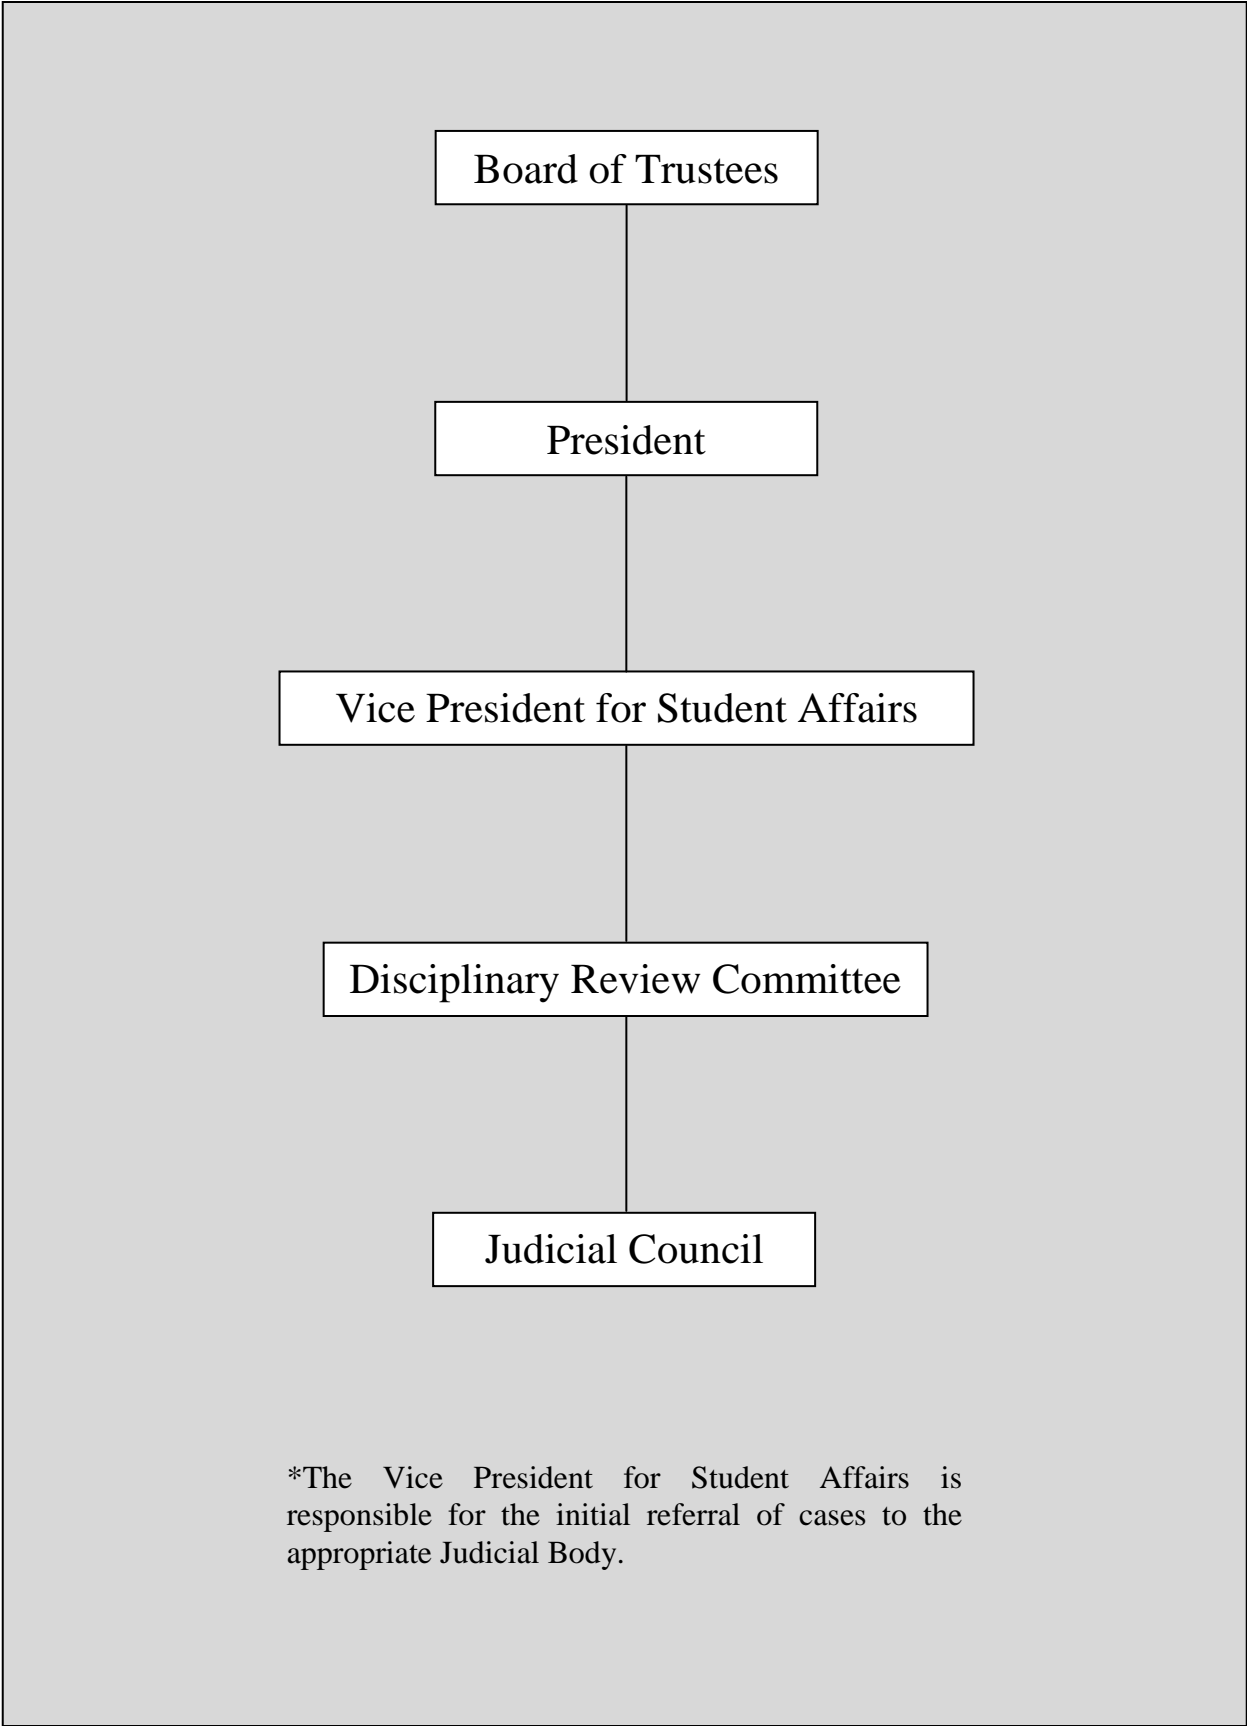 Board of Trustees
President
Vice President for Student Affairs
Disciplinary Review Committee
Judicial Council
*The Vice President for Student Affairs is
responsible for the initial referral of cases to the
appropriate Judicial Body.